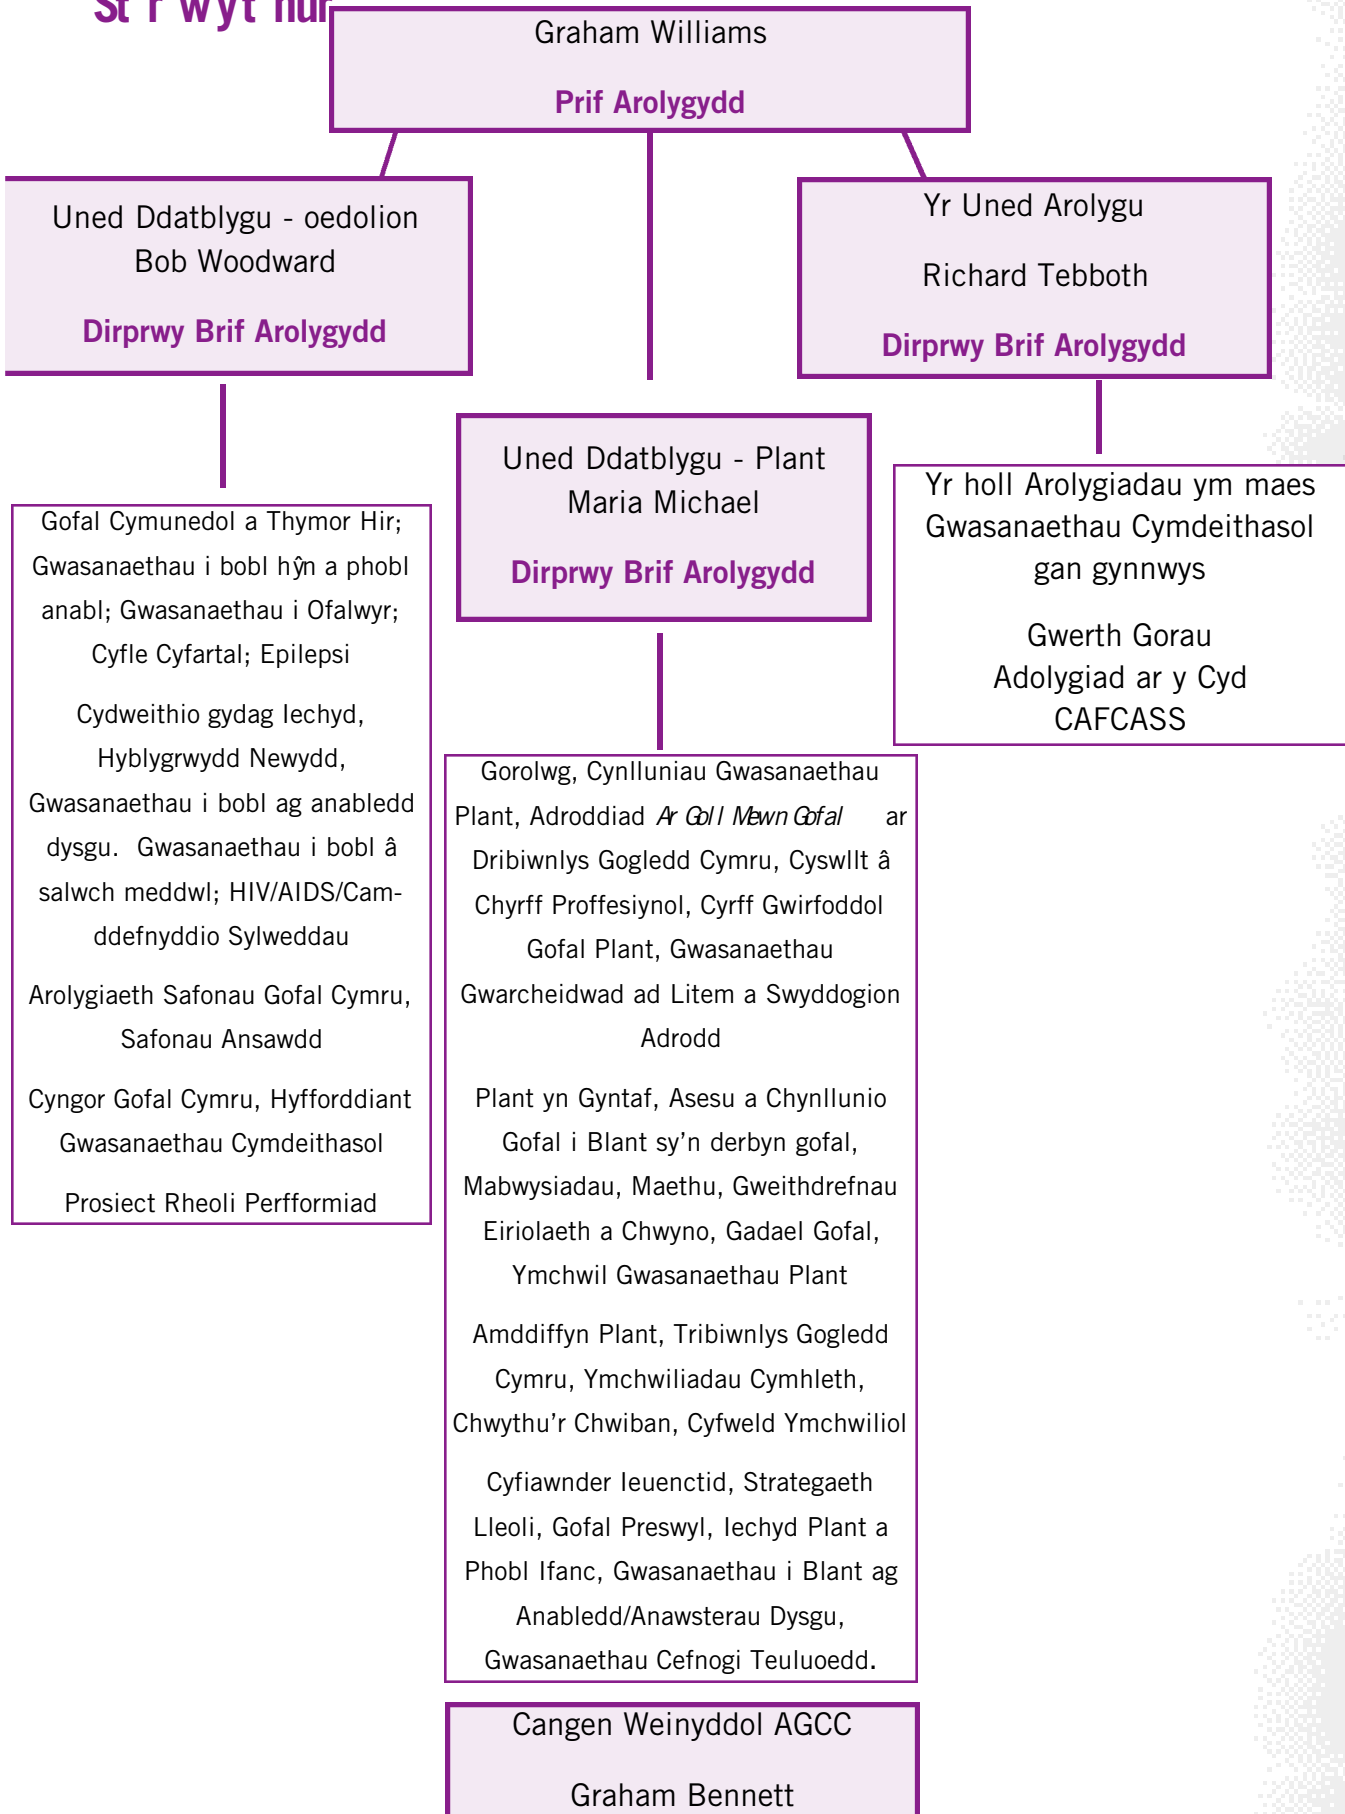 St r wyt hur
Graham Williams
Prif Arolygydd
Uned Ddatblygu - oedolion
Bob Woodward
Dirprwy Brif Arolygydd
Yr Uned Arolygu
Richard Tebboth
Dirprwy Brif Arolygydd
Uned Ddatblygu - Plant
Maria Michael
Dirprwy Brif Arolygydd
Gofal Cymunedol a Thymor Hir;
Gwasanaethau i bobl hŷn a phobl
anabl; Gwasanaethau i Ofalwyr;
Cyfle Cyfartal; Epilepsi
Cydweithio gydag Iechyd,
Hyblygrwydd Newydd,
Gwasanaethau i bobl ag anabledd
dysgu. Gwasanaethau i bobl â
salwch meddwl; HIV/AIDS/Cam-
ddefnyddio Sylweddau
Arolygiaeth Safonau Gofal Cymru,
Safonau Ansawdd
Cyngor Gofal Cymru, Hyfforddiant
Gwasanaethau Cymdeithasol
Prosiect Rheoli Perfformiad
Yr holl Arolygiadau ym maes
Gwasanaethau Cymdeithasol
gan gynnwys
Gwerth Gorau
Adolygiad ar y Cyd
CAFCASS
Gorolwg, Cynlluniau Gwasanaethau
Plant, Adroddiad Ar Goll Mewn Gofal ar
Dribiwnlys Gogledd Cymru, Cyswllt â
Chyrff Proffesiynol, Cyrff Gwirfoddol
Gofal Plant, Gwasanaethau
Gwarcheidwad ad Litem a Swyddogion
Adrodd
Plant yn Gyntaf, Asesu a Chynllunio
Gofal i Blant sy'n derbyn gofal,
Mabwysiadau, Maethu, Gweithdrefnau
Eiriolaeth a Chwyno, Gadael Gofal,
Ymchwil Gwasanaethau Plant
Amddiffyn Plant, Tribiwnlys Gogledd
Cymru, Ymchwiliadau Cymhleth,
Chwythu'r Chwiban, Cyfweld Ymchwiliol
Cyfiawnder Ieuenctid, Strategaeth
Lleoli, Gofal Preswyl, Iechyd Plant a
Phobl Ifanc, Gwasanaethau i Blant ag
Anabledd/Anawsterau Dysgu,
Gwasanaethau Cefnogi Teuluoedd.
Cangen Weinyddol AGCC
Graham Bennett